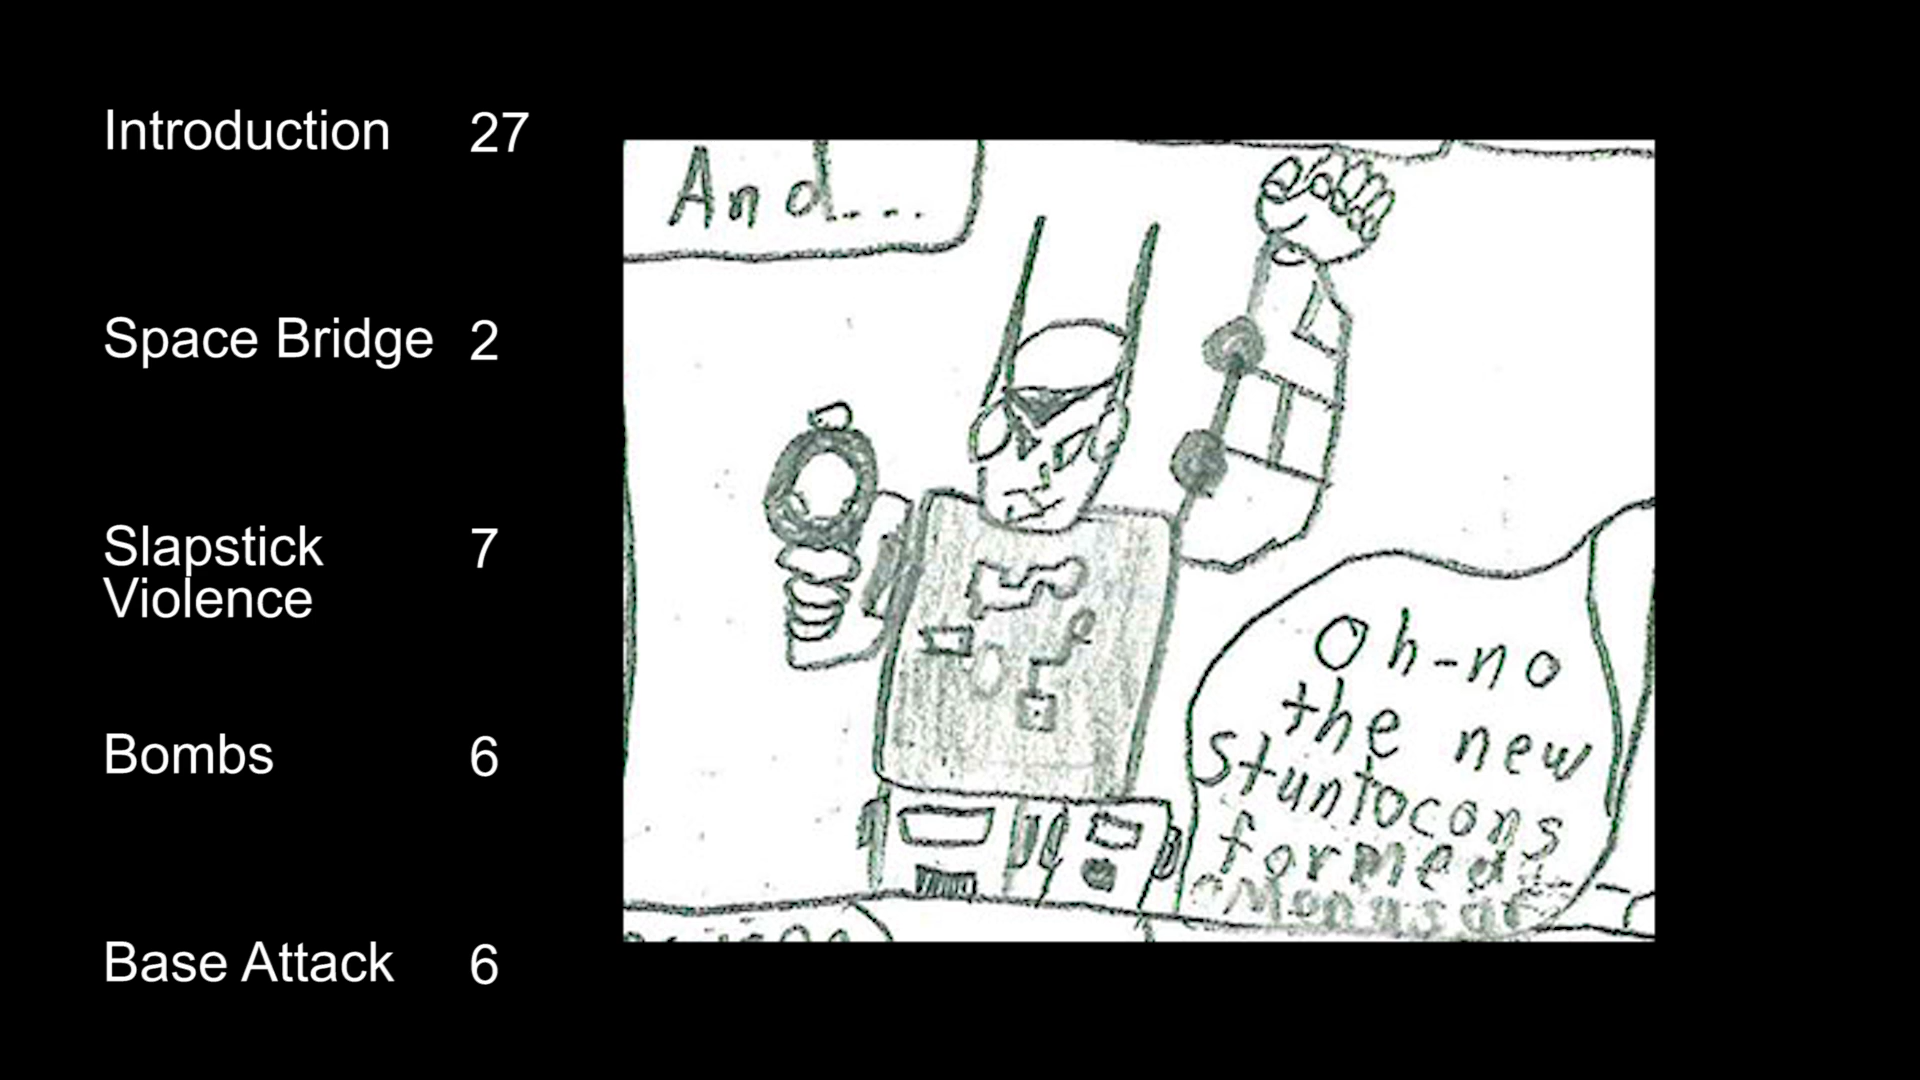 Introduction 27
Space Bridge 2
Slapstick
Violence 7
Bombs 6
Base Attack 6
And...
Oh-no
the new
Stuntocons
formed